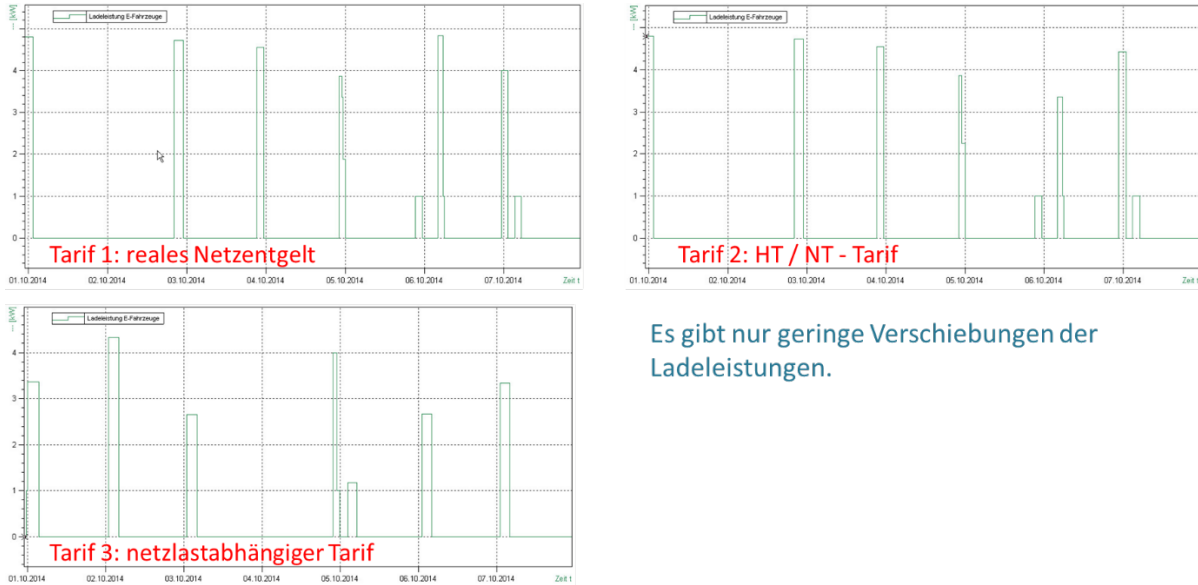 --- [kW]
Ladeleistung E-Fahrzeuge
4
3
2
1
0
Tarif 1: reales Netzentgelt
01.10.2014 02.10.2014 03.10.2014 04.10.2014 05.10.2014 06.10.2014 07.10.2014 Zeit t
--- [kW]
Ladeleistung E-Fahrzeuge
4
3
2
1
0
Tarif 2: HT / NT - Tarif
01.10.2014 02.10.2014 03.10.2014 04.10.2014 05.10.2014 06.10.2014 07.10.2014 Zeit t
--- [kW]
Ladeleistung E-Fahrzeuge
4
3
2
1
0
Tarif 3: netzlastabhängiger Tarif
01.10.2014 02.10.2014 03.10.2014 04.10.2014 05.10.2014 06.10.2014 07.10.2014 Zeit t
Es gibt nur geringe Verschiebungen der
Ladeleistungen.